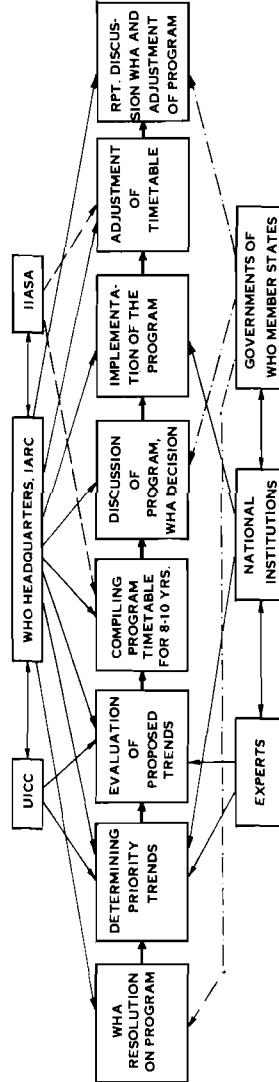 UICC
WHO HEADQUARTERS, IARC
IIASA
WHA
RESOLUTION
ON PROGRAM
DETERMINING
PRIORITY
TRENDS
EVALUATION
OF
PROPOSED
TRENDS
COMPILING
PROGRAM
TIMETABLE
FOR 8-10 YRS.
DISCUSSION
OF
PROGRAM,
WHA DECISION
IMPLEMENTA-
TION OF THE
PROGRAM
ADJUSTMENT
OF
TIMETABLE
RPT. DISCUS-
SION WHA AND
ADJUSTMENT
OF PROGRAM
EXPERTS
NATIONAL
INSTITUTIONS
GOVERNMENTS OF
WHO MEMBER STATES